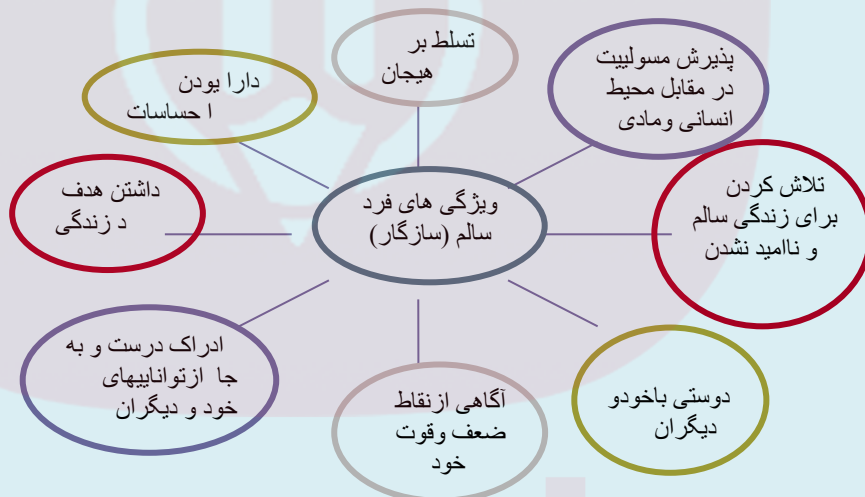 ویژگی های فرد
سالم (سازگار)
تسلط بر
هیجان
پذیرش مسولییت
در مقابل محیط
انسانی ومادی
تلاش کردن
برای زندگی سالم
و ناامید نشدن
دوستی باخودو
دیگران
آگاهی ازنقاط
ضعف وقوت
خود
ادراک درست و به
جا ازتواناییهای
خود و دیگران
داشتن هدف
د زندگی
دارا بودن
ا حساسات